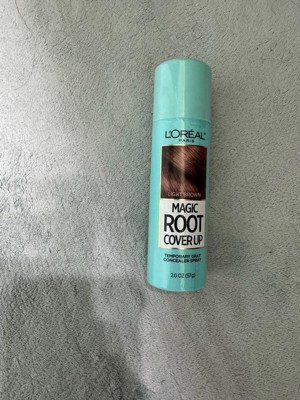 L'ORÉAL
PARIS
LIGHT BROWN
MAGIC
ROOT
COVER UP
TEMPORARY GRAY
CONCEALER SPRAY
2.0 OZ (57g)